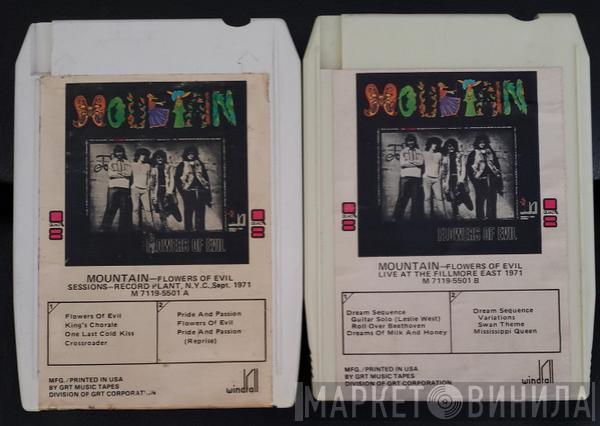 MOUNTAIN
FLOWERS OF EVIL
MOUNTAIN—FLOWERS OF EVIL
SESSIONS—RECORD PLANT, N.Y.C.,Sept. 1971
M 7119-5501 A
1
Flowers Of Evil
King's Chorale
One Last Cold Kiss
Crossroader
2
Pride And Passion
Flowers Of Evil
Pride And Passion
(Reprise)
MFG./PRINTED IN USA
BY GRT MUSIC TAPES
DIVISION OF GRT CORPORATION
windfall
MOUNTAIN
FLOWERS OF EVIL
MOUNTAIN—FLOWERS OF EVIL
LIVE AT THE FILLMORE EAST 1971
M 7119-5501 B
1
Dream Sequence
Guitar Solo (Leslie West)
Roll Over Beethoven
Dreams Of Milk And Honey
2
Dream Sequence
Variations
Swan Theme
Mississippi Queen
MFG./PRINTED IN USA
BY GRT MUSIC TAPES
DIVISION OF GRT CORPORATION
windfall
МАРКЕТОВИНИЛА